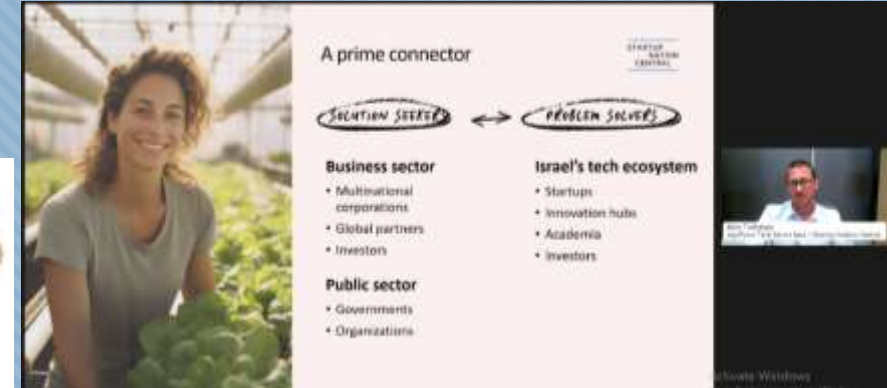 A prime connector
STARTUP
NATION
CENTRAL
SOLUTION SEEKERS
PROBLEM SOLVERS
Business sector
• Multinational
corporations
• Global partners
• Investors
Public sector
• Governments
• Organizations
Israel's tech ecosystem
• Startups
• Innovation hubs
• Academia
• Investors
Activate Windows